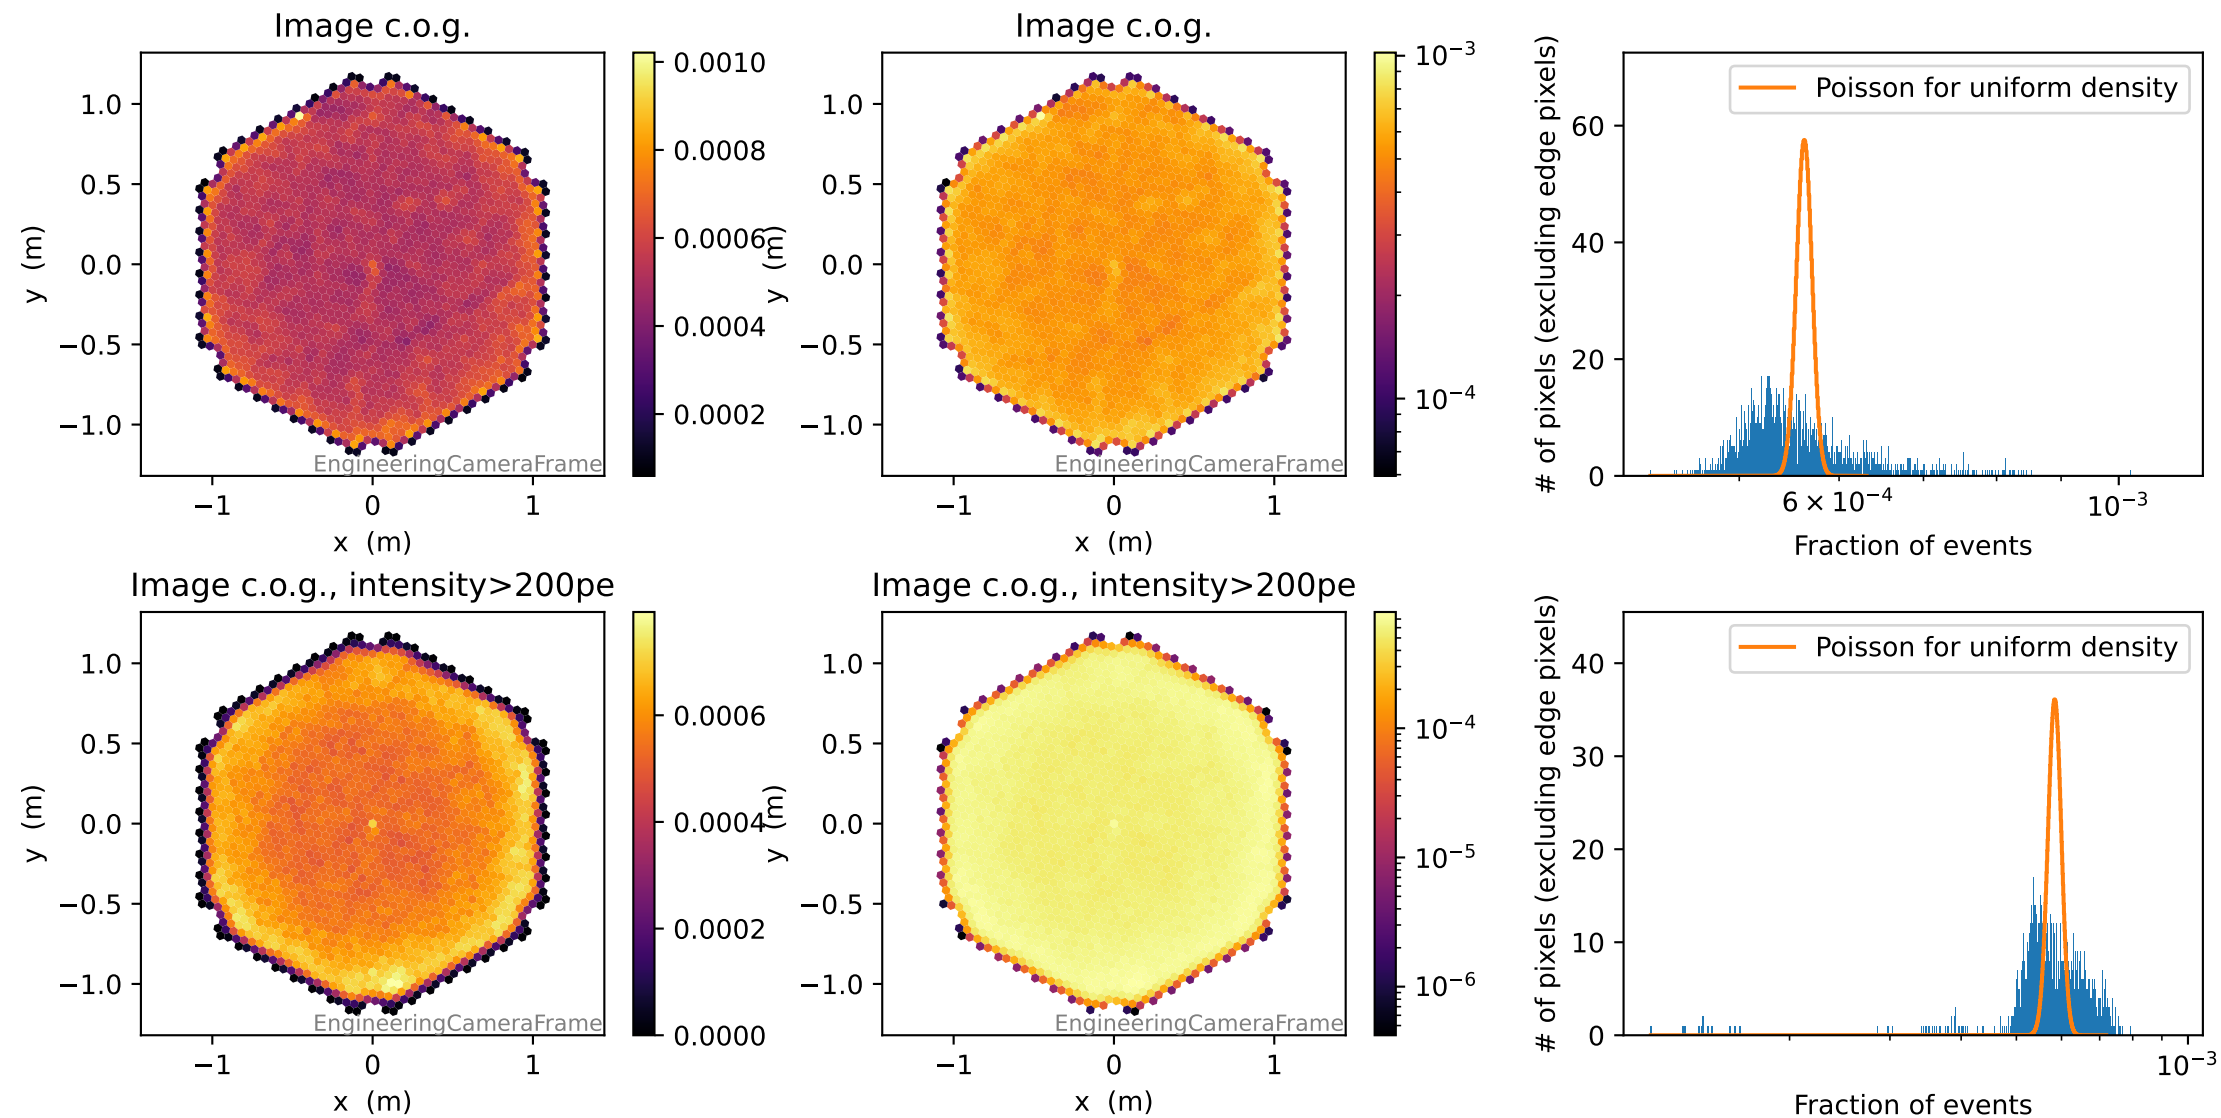 Image c.o.g.
1.0
0.5
0.0
−0.5
−1.0
y (m)
−1
0
1
x (m)
EngineeringCameraFrame
0.0010
0.0008
0.0006
0.0004
0.0002
Image c.o.g.
1.0
0.5
0.0
−0.5
−1.0
y (m)
−1
0
1
x (m)
EngineeringCameraFrame
10⁻³
10⁻⁴
# of pixels (excluding edge pixels)
60
40
20
0
Poisson for uniform density
6 × 10⁻⁴
10⁻³
Fraction of events
Image c.o.g., intensity>200pe
1.0
0.5
0.0
−0.5
−1.0
y (m)
−1
0
1
x (m)
EngineeringCameraFrame
0.0006
0.0004
0.0002
0.0000
Image c.o.g., intensity>200pe
1.0
0.5
0.0
−0.5
−1.0
y (m)
−1
0
1
x (m)
EngineeringCameraFrame
10⁻⁴
10⁻⁵
10⁻⁶
# of pixels (excluding edge pixels)
40
30
20
10
0
Poisson for uniform density
10⁻³
Fraction of events